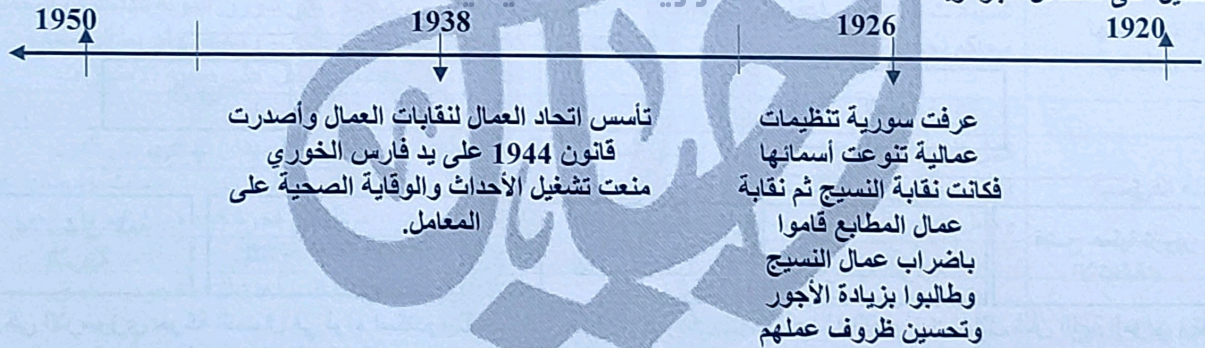 1920
1926
1938
1950
عرفت سورية تنظيمات
عمالية تنوعت أسمائها
فكانت نقابة النسيج ثم نقابة
عمال المطابع قاموا
باضراب عمال النسيج
وطالبوا بزيادة الأجور
وتحسين ظروف عملهم
تأسس اتحاد العمال لنقابات العمال وأصدرت
قانون 1944 على يد فارس الخوري
منعت تشغيل الأحداث والوقاية الصحية على
المعامل.